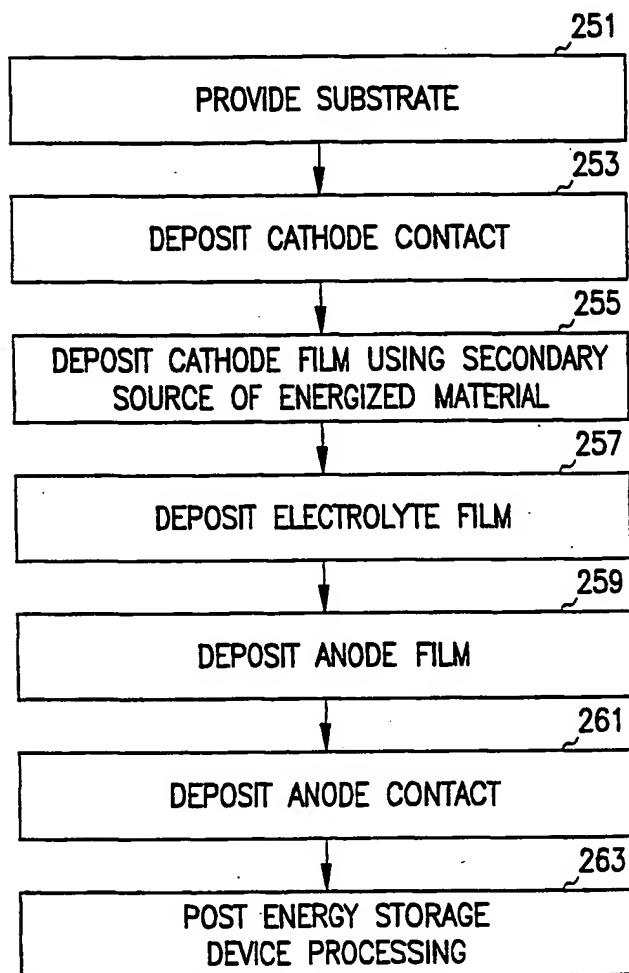 251
PROVIDE SUBSTRATE
253
DEPOSIT CATHODE CONTACT
255
DEPOSIT CATHODE FILM USING SECONDARY
SOURCE OF ENERGIZED MATERIAL
257
DEPOSIT ELECTROLYTE FILM
259
DEPOSIT ANODE FILM
261
DEPOSIT ANODE CONTACT
263
POST ENERGY STORAGE
DEVICE PROCESSING